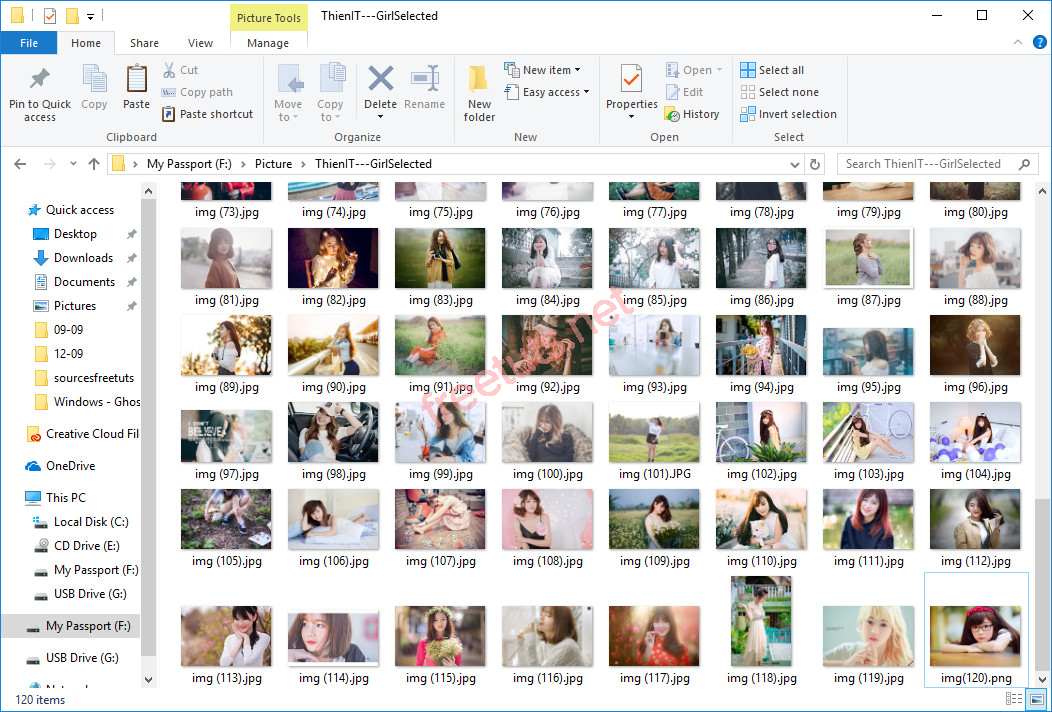 Picture Tools
ThienIT---GirlSelected
File
Home
Share
View
Manage
Pin to Quick access
Copy
Paste
Cut
Copy path
Paste shortcut
Clipboard
Move to
Copy to
Delete
Rename
Organize
New folder
New item
Easy access
New
Properties
Open
Edit
History
Open
Select all
Select none
Invert selection
Select
My Passport (F:)
Picture
ThienIT---GirlSelected
Search ThienIT---GirlSelected
Quick access
Desktop
Downloads
Documents
Pictures
09-09
12-09
sourcesfreetuts
Windows - Ghos
Creative Cloud Fil
OneDrive
This PC
Local Disk (C:)
CD Drive (E:)
My Passport (F:)
USB Drive (G:)
My Passport (F:)
USB Drive (G:)
img (73).jpg
img (74).jpg
img (75).jpg
img (76).jpg
img (77).jpg
img (78).jpg
img (79).jpg
img (80).jpg
img (81).jpg
img (82).jpg
img (83).jpg
img (84).jpg
img (85).jpg
img (86).jpg
img (87).jpg
img (88).jpg
img (89).jpg
img (90).jpg
img (91).jpg
img (92).jpg
img (93).jpg
img (94).jpg
img (95).jpg
img (96).jpg
BELIEVE
img (97).jpg
img (98).jpg
img (99).jpg
img (100).jpg
img (101).JPG
img (102).jpg
img (103).jpg
img (104).jpg
img (105).jpg
img (106).jpg
img (107).jpg
img (108).jpg
img (109).jpg
img (110).jpg
img (111).jpg
img (112).jpg
img (113).jpg
img (114).jpg
img (115).jpg
img (116).jpg
img (117).jpg
img (118).jpg
img (119).jpg
img(120).png
freetuts.net
120 items